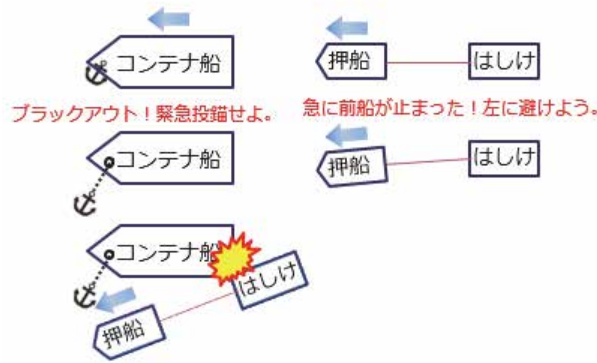 コンテナ船
押船
はしけ
ブラックアウト！緊急投錨せよ。
急に前船が止まった！左に避けよう。
コンテナ船
押船
はしけ
コンテナ船
はしけ
押船